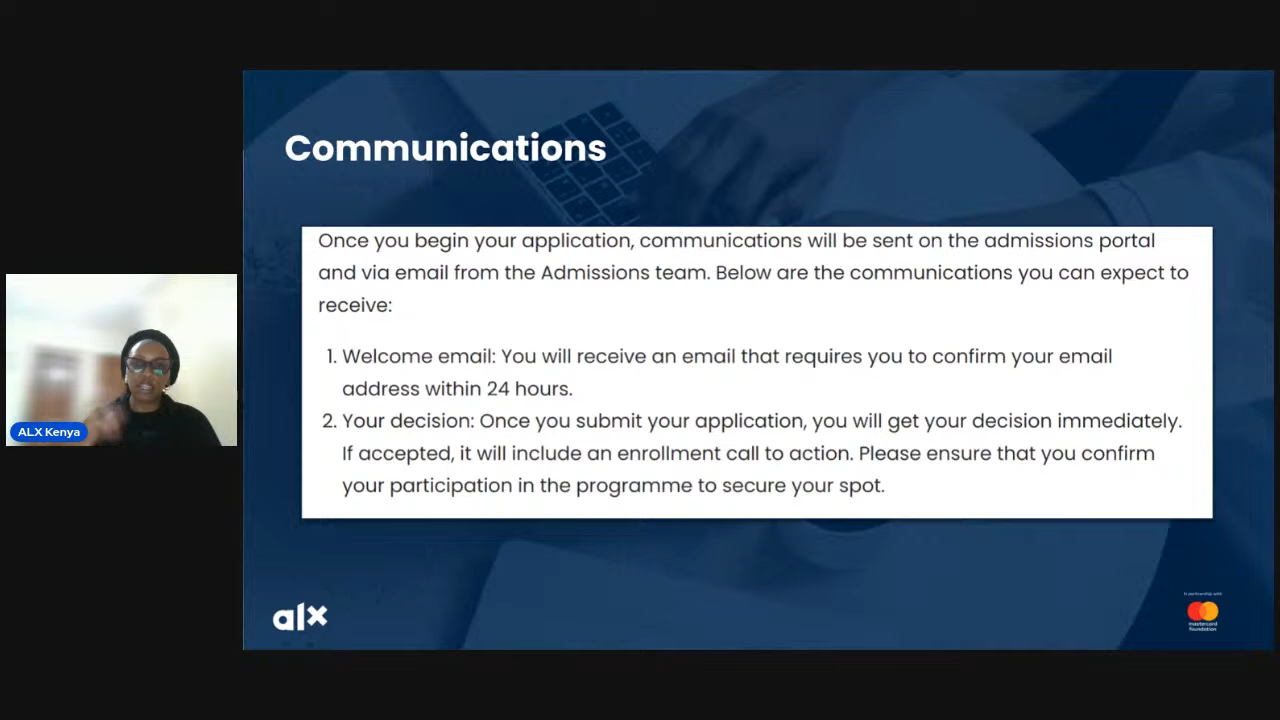 Communications
Once you begin your application, communications will be sent on the admissions portal
and via email from the Admissions team. Below are the communications you can expect to
receive:
1. Welcome email: You will receive an email that requires you to confirm your email
address within 24 hours.
2. Your decision: Once you submit your application, you will get your decision immediately.
If accepted, it will include an enrollment call to action. Please ensure that you confirm
your participation in the programme to secure your spot.
ALX Kenya
alx
In partnership with
mastercard
foundation